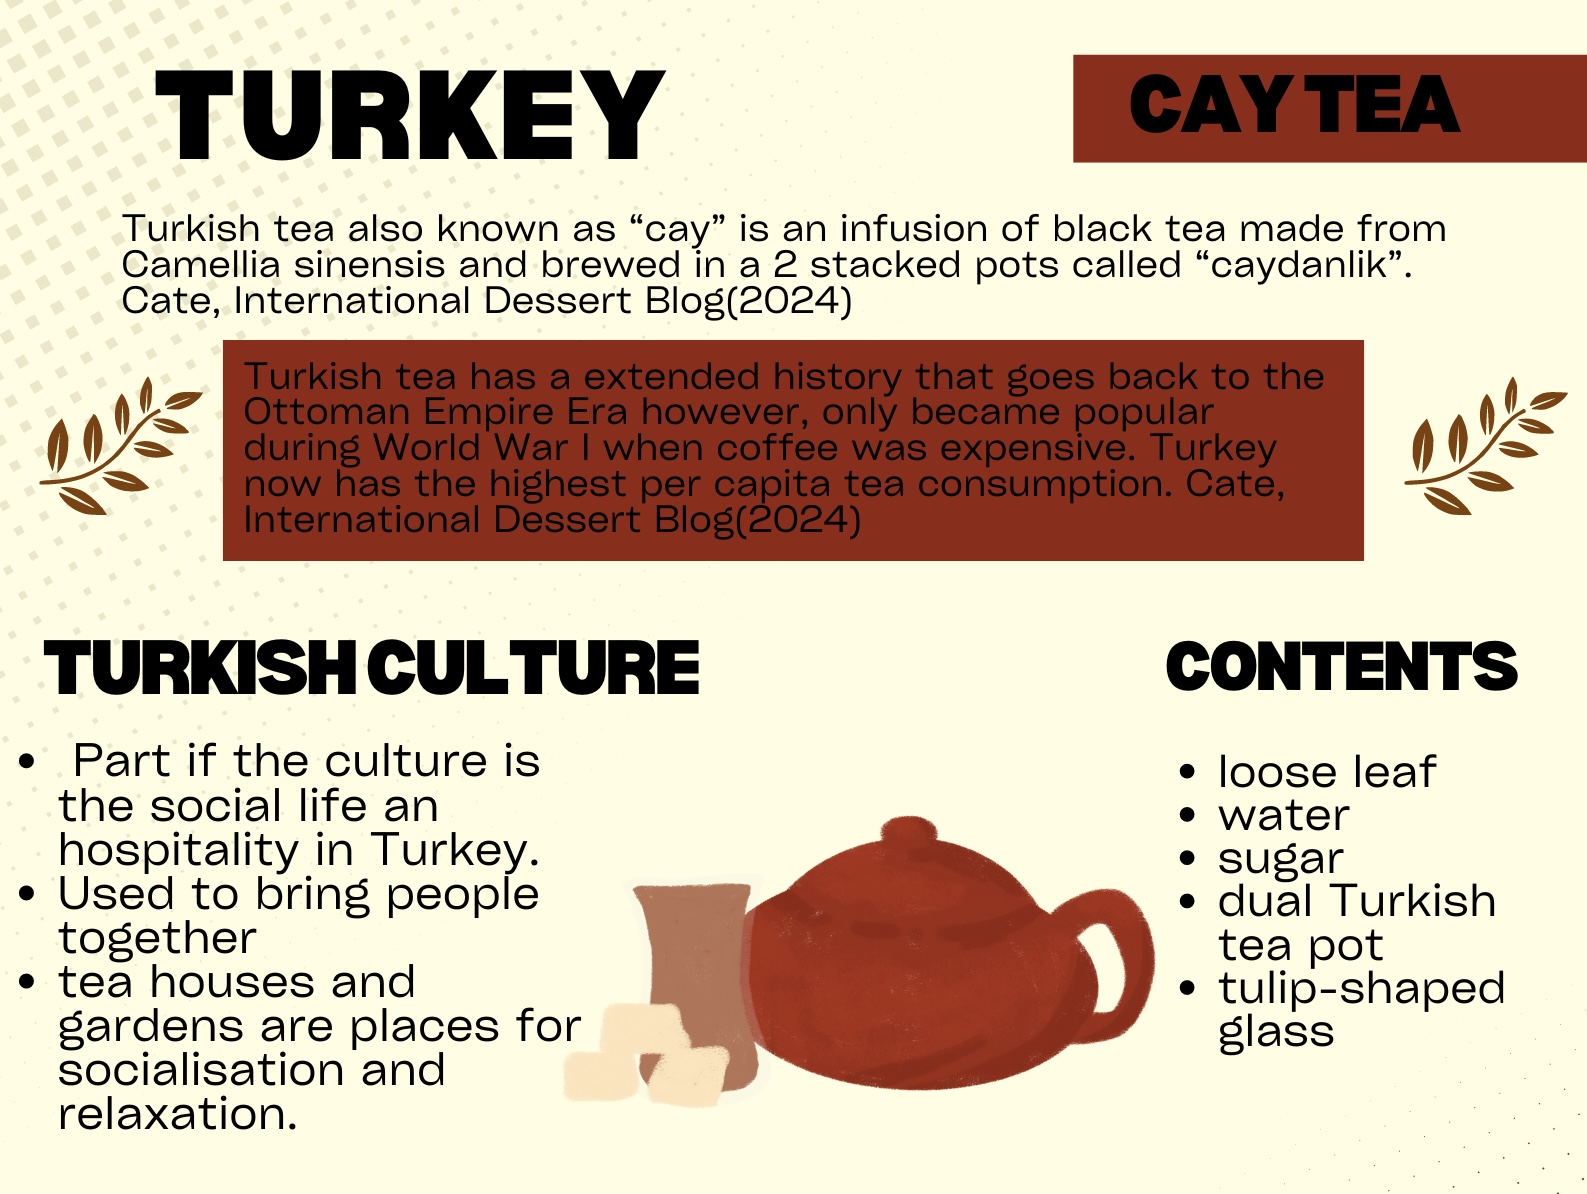 TURKEY
CAY TEA
Turkish tea also known as “cay” is an infusion of black tea made from
Camellia sinensis and brewed in a 2 stacked pots called “caydanlik”.
Cate, International Dessert Blog(2024)
Turkish tea has a extended history that goes back to the
Ottoman Empire Era however, only became popular
during World War I when coffee was expensive. Turkey
now has the highest per capita tea consumption. Cate,
International Dessert Blog(2024)
TURKISH CULTURE
• Part if the culture is
the social life an
hospitality in Turkey.
• Used to bring people
together
• tea houses and
gardens are places for
socialisation and
relaxation.
CONTENTS
• loose leaf
• water
• sugar
• dual Turkish
tea pot
• tulip-shaped
glass